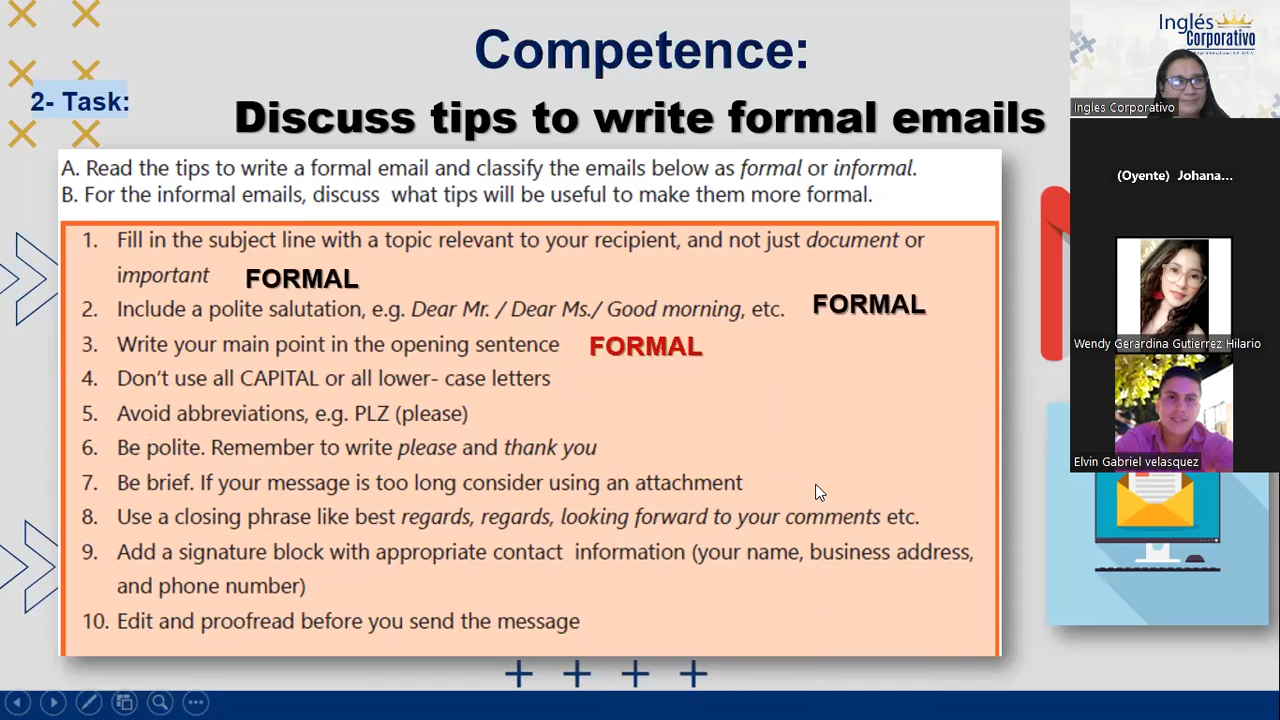 Competence:
2- Task:
Discuss tips to write formal emails
A. Read the tips to write a formal email and classify the emails below as formal or informal.
B. For the informal emails, discuss what tips will be useful to make them more formal.
1. Fill in the subject line with a topic relevant to your recipient, and not just document or
important FORMAL
2. Include a polite salutation, e.g. Dear Mr. / Dear Ms./ Good morning, etc. FORMAL
3. Write your main point in the opening sentence FORMAL
4. Don't use all CAPITAL or all lower- case letters
5. Avoid abbreviations, e.g. PLZ (please)
6. Be polite. Remember to write please and thank you
7. Be brief. If your message is too long consider using an attachment
8. Use a closing phrase like best regards, regards, looking forward to your comments etc.
9. Add a signature block with appropriate contact information (your name, business address,
and phone number)
10. Edit and proofread before you send the message
Inglés
Corporativo
Ingles Corporativo
(Oyente) Johana...
Wendy Gerardina Gutierrez Hilario
Elvin Gabriel velasquez